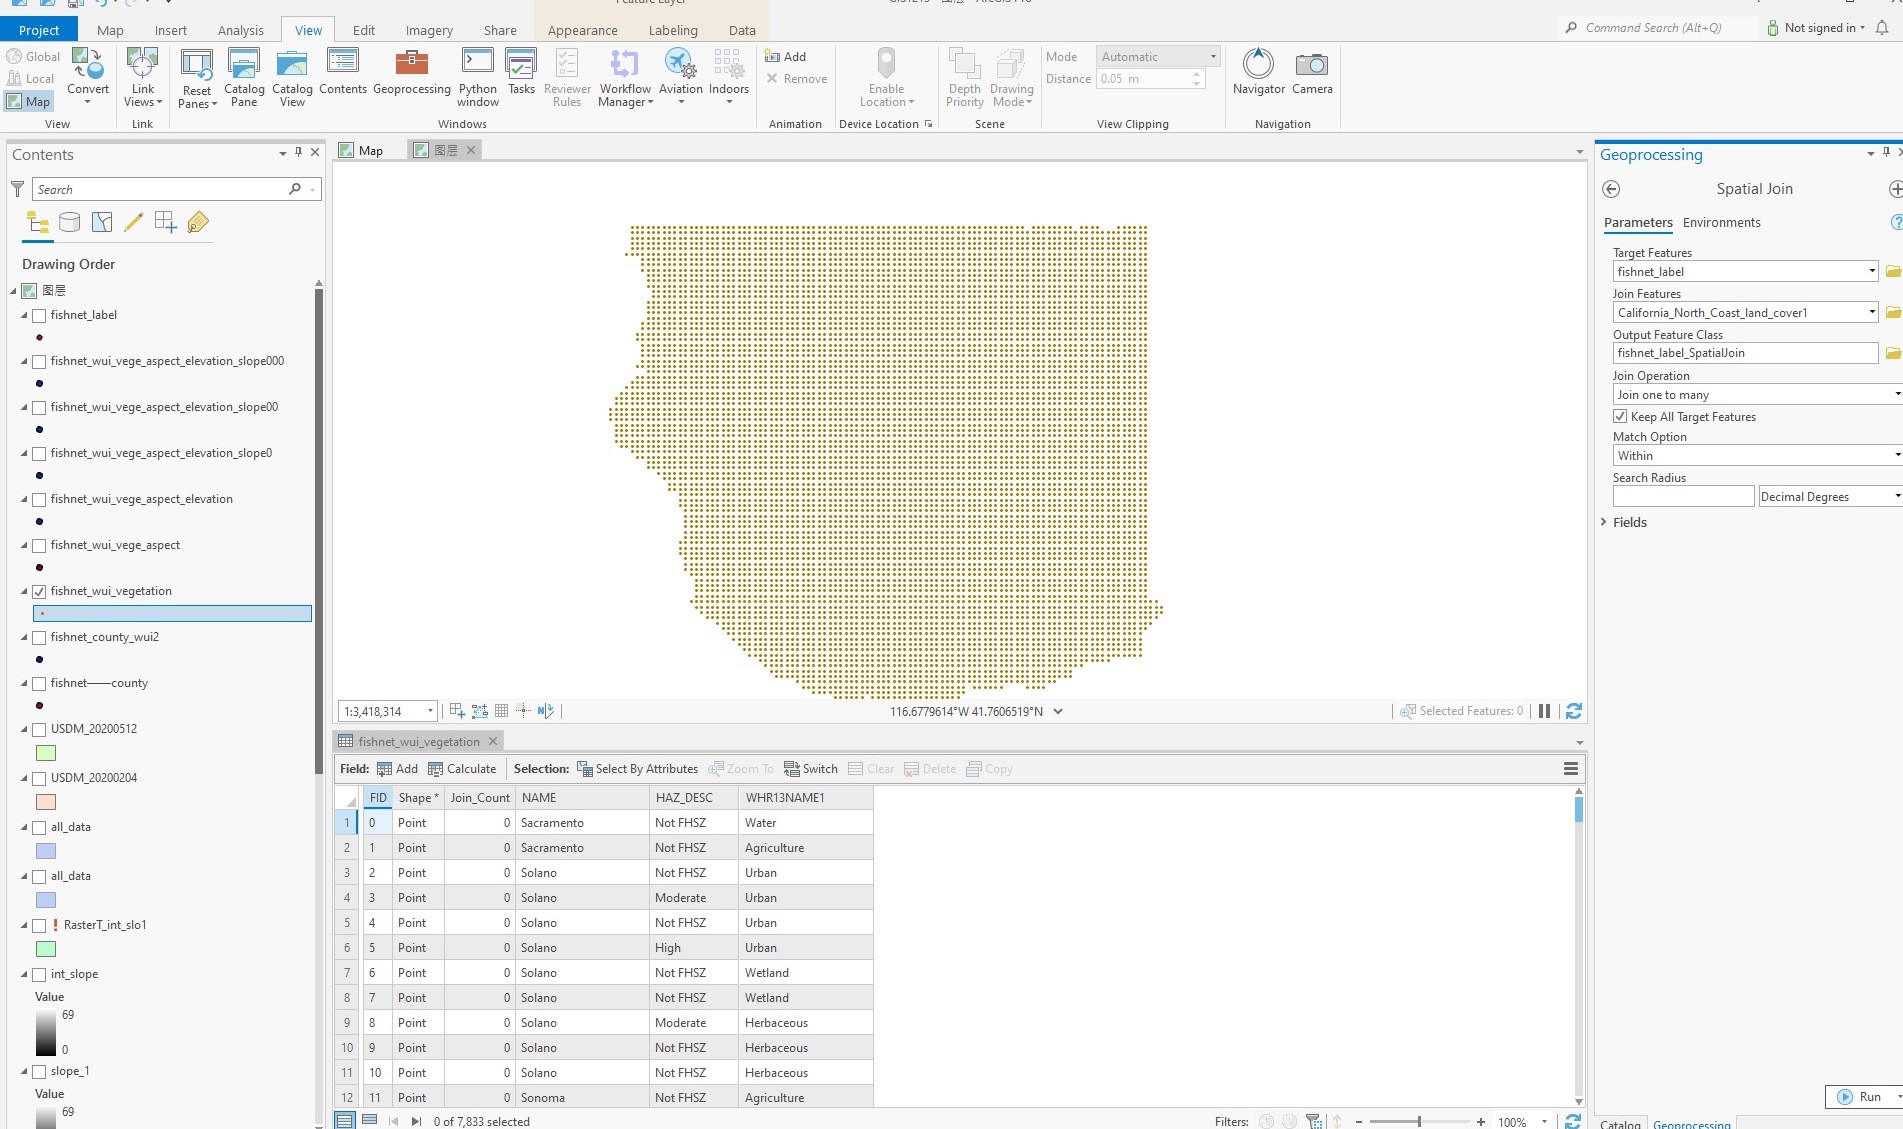 Feature Layer
Project Map Insert Analysis View Edit Imagery Share Appearance Labeling Data
Command Search (Alt+Q)
Not signed in
Global
Local
Map
Convert
View
Link Views
Link
Reset Panes
Catalog Pane
Catalog View
Contents
Geoprocessing
Python window
Tasks
Reviewer Rules
Workflow Manager
Aviation
Indoors
Windows
Add
Remove
Animation
Enable Location
Device Location
Depth Priority
Drawing Mode
Scene
Mode Automatic
Distance 0.05 m
View Clipping
Navigator
Camera
Navigation
Contents
Search
Drawing Order
图层
fishnet_label
fishnet_wui_vege_aspect_elevation_slope000
fishnet_wui_vege_aspect_elevation_slope00
fishnet_wui_vege_aspect_elevation_slope0
fishnet_wui_vege_aspect_elevation
fishnet_wui_vege_aspect
fishnet_wui_vegetation
fishnet_county_wui2
fishnet——county
USDM_20200512
USDM_20200204
all_data
all_data
! RasterT_int_slo1
int_slope
Value
69
0
slope_1
Value
69
Map
图层
1:3,418,314
116.6779614°W 41.7606519°N
Selected Features: 0
fishnet_wui_vegetation
Field: Add Calculate Selection: Select By Attributes Zoom To Switch Clear Delete Copy
FID Shape * Join_Count NAME HAZ_DESC WHR13NAME1
1 0 Point 0 Sacramento Not FHSZ Water
2 1 Point 0 Sacramento Not FHSZ Agriculture
3 2 Point 0 Solano Not FHSZ Urban
4 3 Point 0 Solano Moderate Urban
5 4 Point 0 Solano Not FHSZ Urban
6 5 Point 0 Solano High Urban
7 6 Point 0 Solano Not FHSZ Wetland
8 7 Point 0 Solano Not FHSZ Wetland
9 8 Point 0 Solano Moderate Herbaceous
10 9 Point 0 Solano Not FHSZ Herbaceous
11 10 Point 0 Solano Not FHSZ Herbaceous
12 11 Point 0 Sonoma Not FHSZ Agriculture
0 of 7,833 selected
Filters:
100%
Geoprocessing
Spatial Join
Parameters Environments
Target Features
fishnet_label
Join Features
California_North_Coast_land_cover1
Output Feature Class
fishnet_label_SpatialJoin
Join Operation
Join one to many
Keep All Target Features
Match Option
Within
Search Radius
Decimal Degrees
Fields
Run
Catalog Geoprocessing